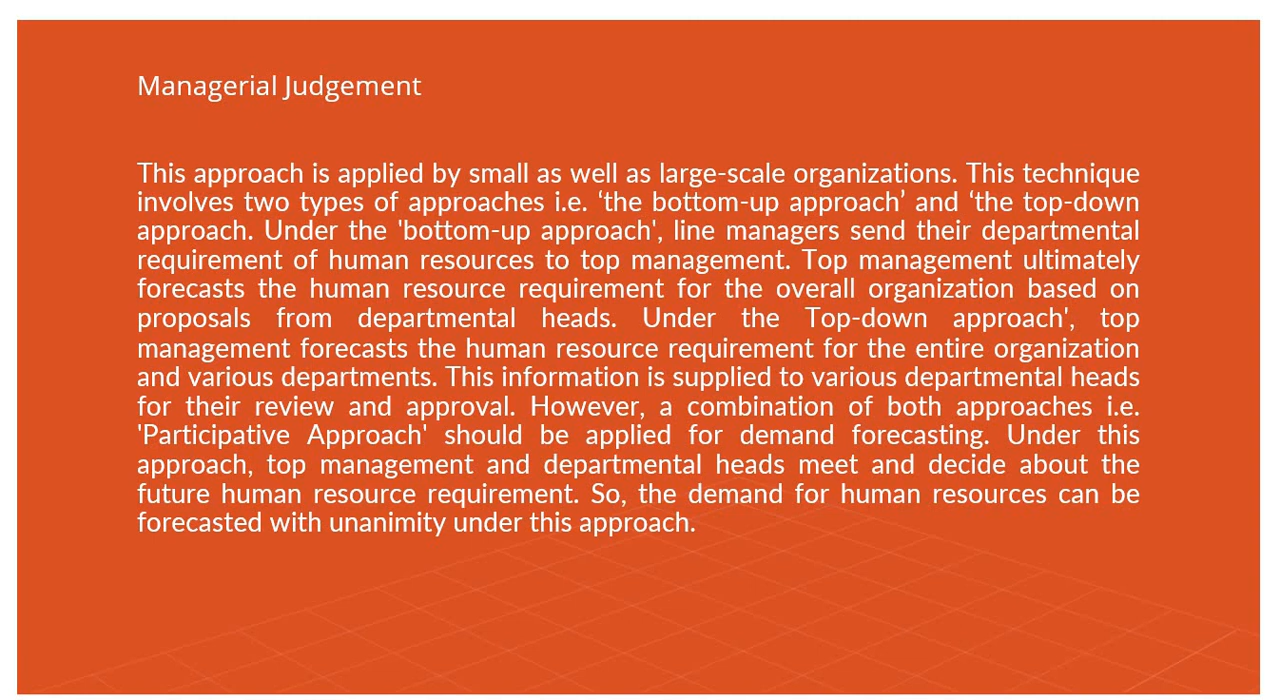 Managerial Judgement
This approach is applied by small as well as large-scale organizations. This technique
involves two types of approaches i.e. ‘the bottom-up approach’ and ‘the top-down
approach. Under the 'bottom-up approach', line managers send their departmental
requirement of human resources to top management. Top management ultimately
forecasts the human resource requirement for the overall organization based on
proposals from departmental heads. Under the Top-down approach', top
management forecasts the human resource requirement for the entire organization
and various departments. This information is supplied to various departmental heads
for their review and approval. However, a combination of both approaches i.e.
'Participative Approach' should be applied for demand forecasting. Under this
approach, top management and departmental heads meet and decide about the
future human resource requirement. So, the demand for human resources can be
forecasted with unanimity under this approach.